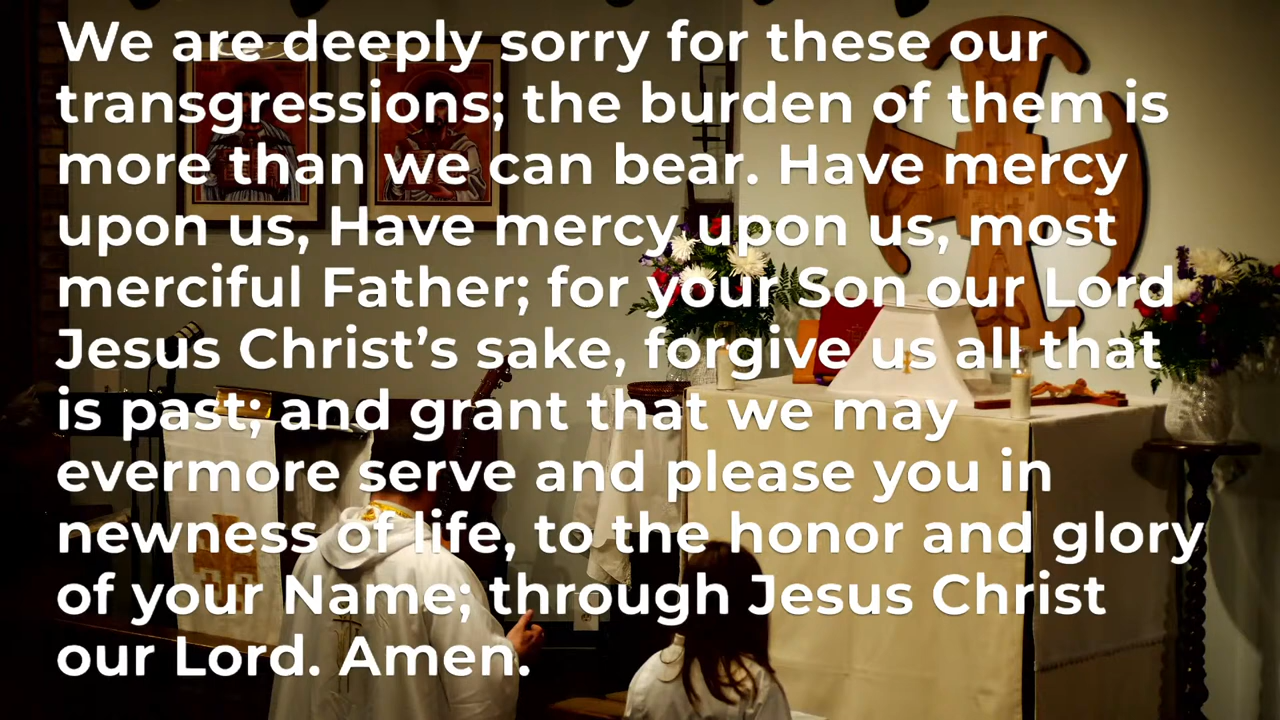 We are deeply sorry for these our
transgressions; the burden of them is
more than we can bear. Have mercy
upon us, Have mercy upon us, most
merciful Father; for your Son our Lord
Jesus Christ’s sake, forgive us all that
is past; and grant that we may
evermore serve and please you in
newness of life, to the honor and glory
of your Name; through Jesus Christ
our Lord. Amen.